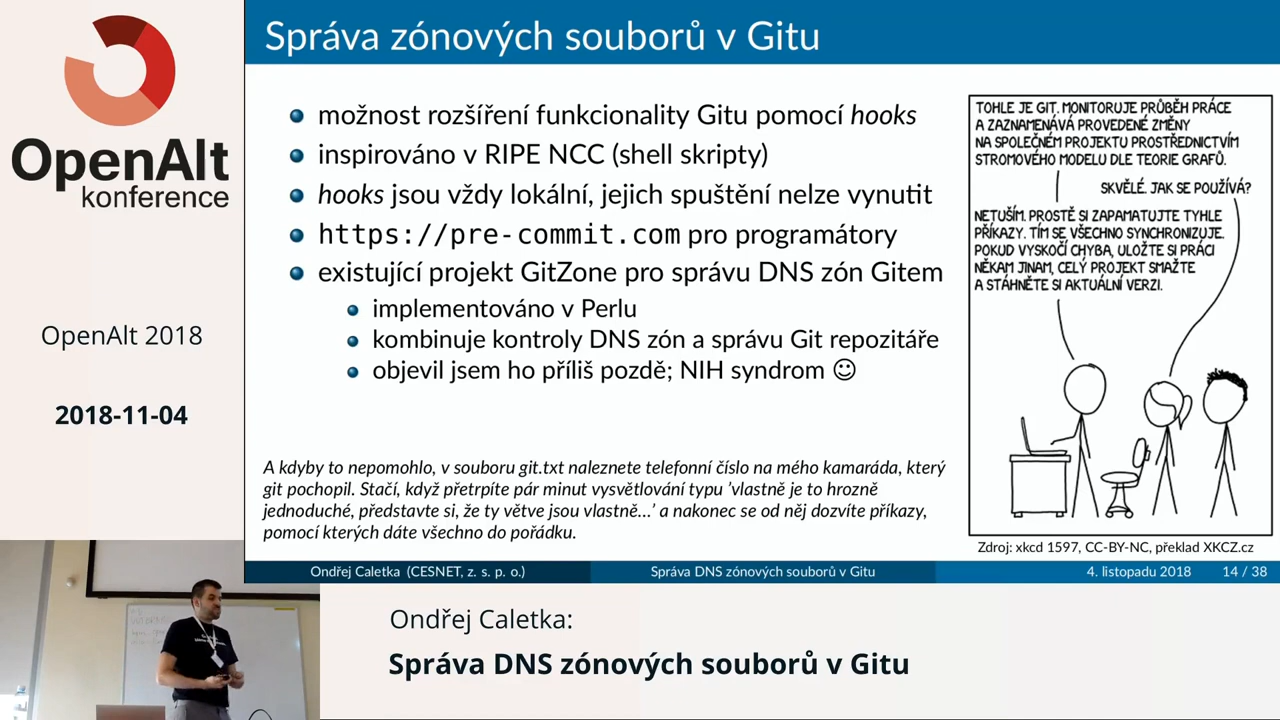 OpenAlt
konference
OpenAlt 2018
2018-11-04
Správa zónových souborů v Gitu
možnost rozšíření funkcionality Gitu pomocí hooks
inspirováno v RIPE NCC (shell skripty)
hooks jsou vždy lokální, jejich spuštění nelze vynutit
https://pre-commit.com pro programátory
existující projekt GitZone pro správu DNS zón Gitem
implementováno v Perlu
kombinuje kontroly DNS zón a správu Git repozitáře
objevil jsem ho příliš pozdě; NIH syndrom ☺
A kdyby to nepomohlo, v souboru git.txt naleznete telefonní číslo na mého kamaráda, který
git pochopil. Stačí, když přetrpíte pár minut vysvětlování typu 'vlastně je to hrozně
jednoduché, představte si, že ty větve jsou vlastně...' a nakonec se od něj dozvíte příkazy,
pomocí kterých dáte všechno do pořádku.
TOHLE JE GIT. MONITORUJE PRŮBĚH PRÁCE
A ZAZNAMENÁVÁ PROVEDENÉ ZMĚNY
NA SPOLEČNÉM PROJEKTU PROSTŘEDNICTVÍM
STROMOVÉHO MODELU DLE TEORIE GRAFŮ.
SKVĚLÉ. JAK SE POUŽÍVÁ?
NETUŠÍM. PROSTĚ SI ZAPAMATUJTE TYHLE
PŘÍKAZY. TÍM SE VŠECHNO SYNCHRONIZUJE.
POKUD VYSKOČÍ CHYBA, ULOŽTE SI PRÁCI
NĚKAM JINAM, CELÝ PROJEKT SMAŽTE
A STÁHNĚTE SI AKTUÁLNÍ VERZI.
Zdroj: xkcd 1597, CC-BY-NC, překlad XKCZ.cz
Ondřej Caletka (CESNET, z. s. p. o.)
Správa DNS zónových souborů v Gitu
4. listopadu 2018
14 / 38
Ondřej Caletka:
Správa DNS zónových souborů v Gitu